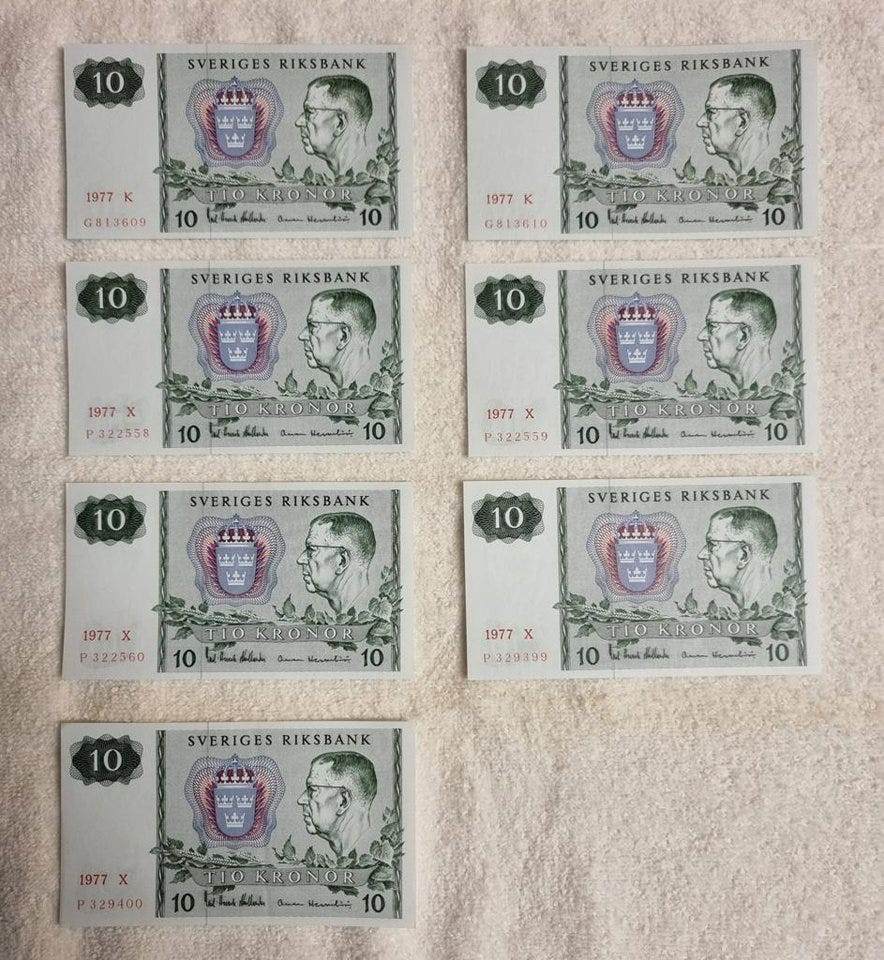 10
SVERIGES RIKSBANK
1977 K
G813609
TIO KRONOR
10 10
10
SVERIGES RIKSBANK
1977 K
G813610
TIO KRONOR
10 10
10
SVERIGES RIKSBANK
1977 X
P322558
TIO KRONOR
10 10
10
SVERIGES RIKSBANK
1977 X
P322559
TIO KRONOR
10 10
10
SVERIGES RIKSBANK
1977 X
P322560
TIO KRONOR
10 10
10
SVERIGES RIKSBANK
1977 X
P329399
TIO KRONOR
10 10
10
SVERIGES RIKSBANK
1977 X
P329400
TIO KRONOR
10 10